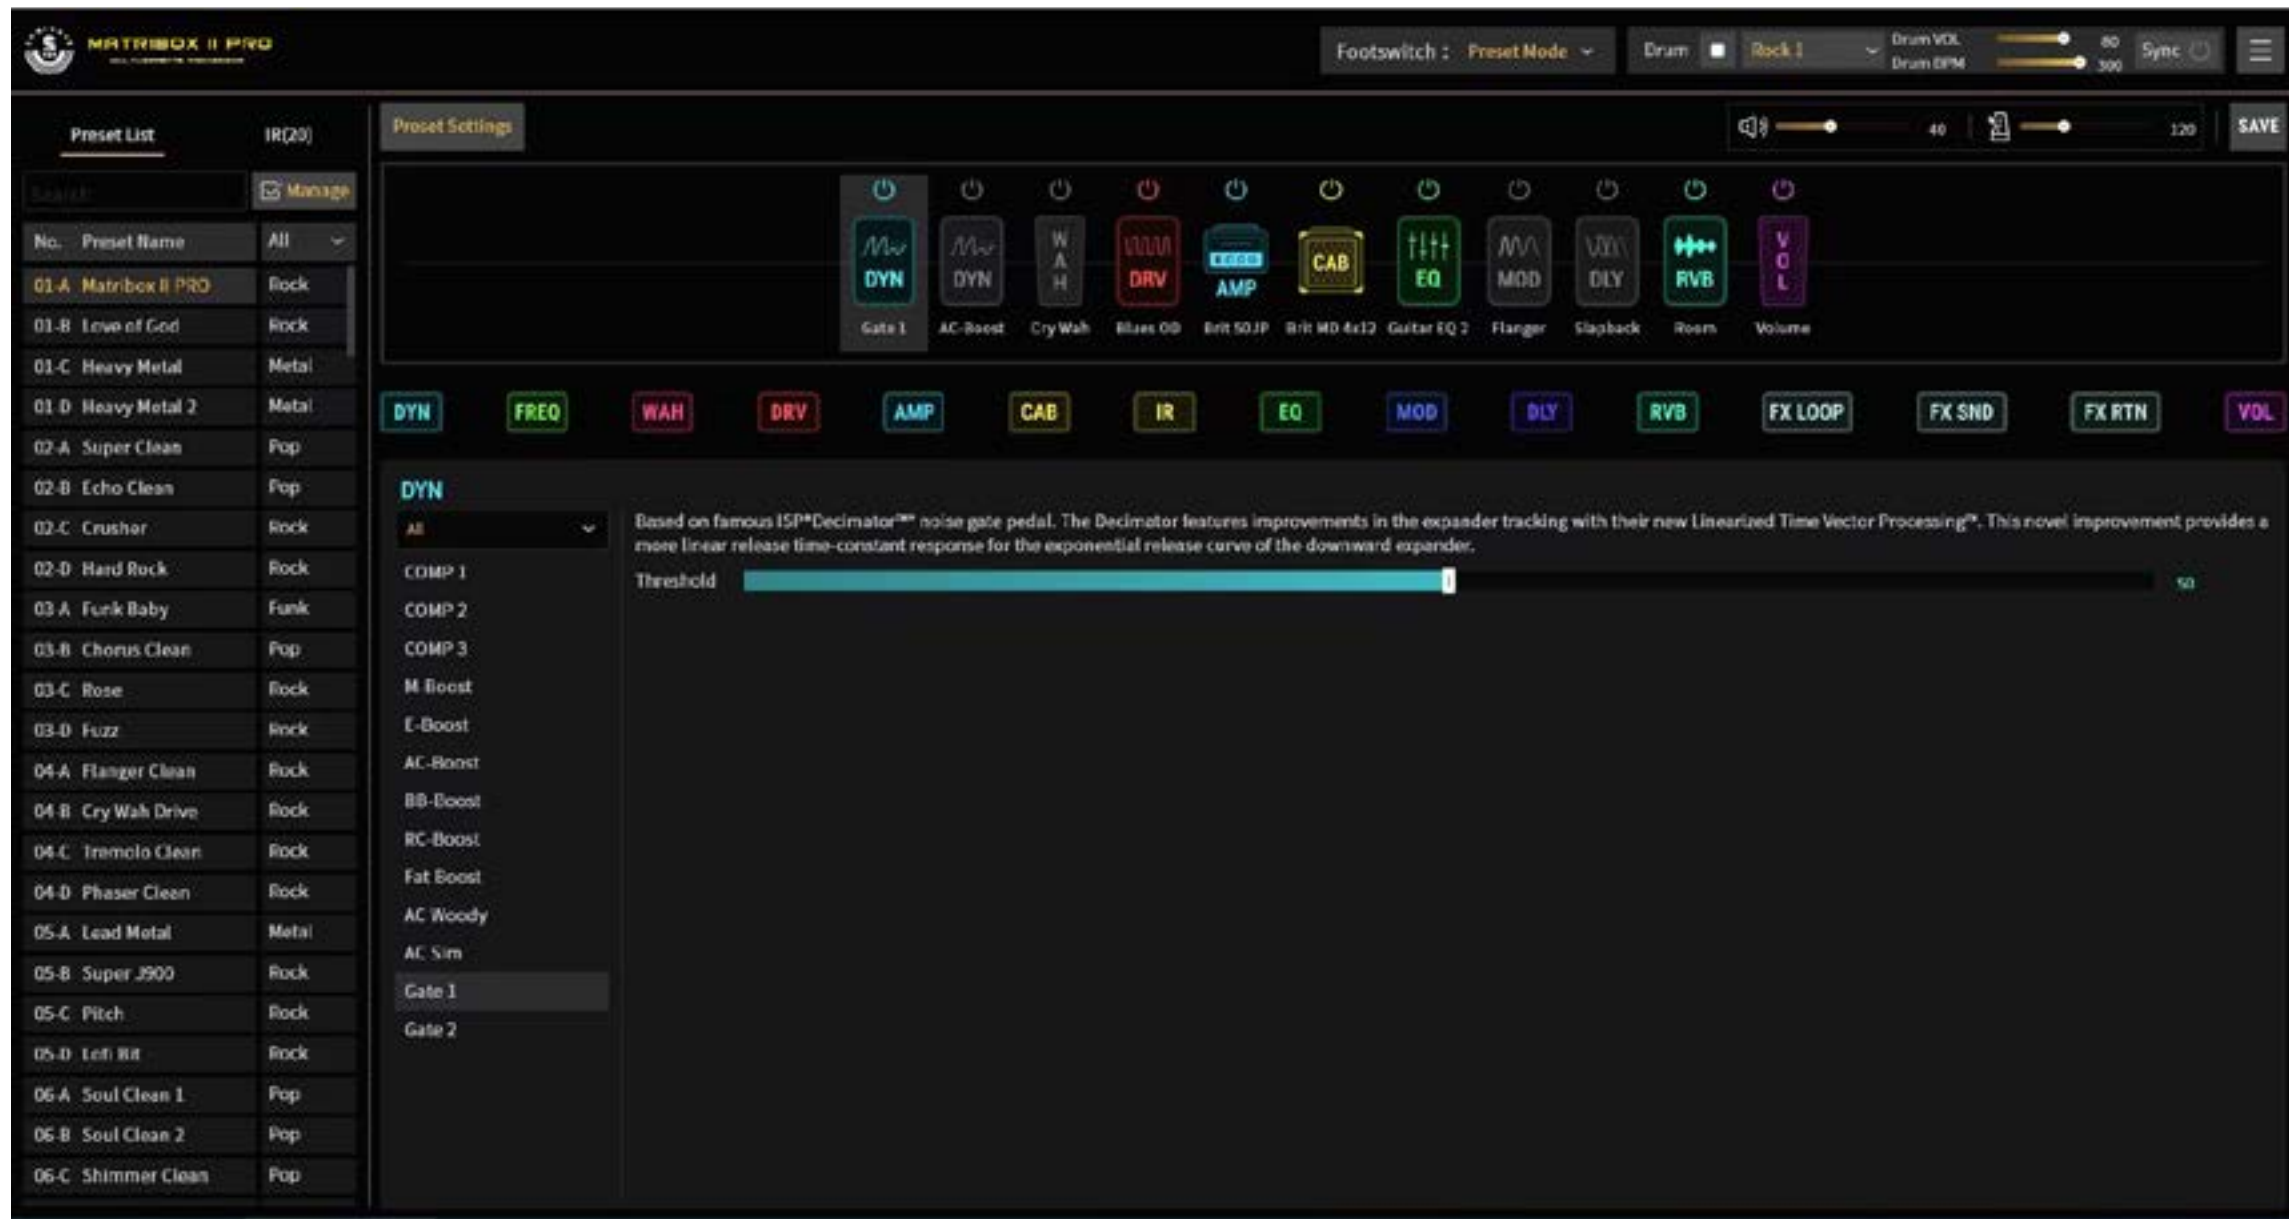 MATRIBOX II PRO
Footswitch : Preset Mode
Drum Rock 1
Drum VOL 80
Drum BPM 300
Sync
Preset List IR(20)
Preset Settings
40 120 SAVE
Manage
No. Preset Name All
01-A Matribox II PRO Rock
01-B Love of God Rock
01-C Heavy Metal Metal
01-D Heavy Metal 2 Metal
02-A Super Clean Pop
02-B Echo Clean Pop
02-C Crusher Rock
02-D Hard Rock Rock
03-A Funk Baby Funk
03-B Chorus Clean Pop
03-C Rose Rock
03-D Fuzz Rock
04-A Flanger Clean Rock
04-B Cry Wah Drive Rock
04-C Tremolo Clean Rock
04-D Phaser Clean Rock
05-A Lead Metal Metal
05-B Super J900 Rock
05-C Pitch Rock
05-D Lofi Bit Rock
06-A Soul Clean 1 Pop
06-B Soul Clean 2 Pop
06-C Shimmer Clean Pop
DYN DYN WAH DRV AMP CAB EQ MOD DLY RVB VOL
Gate 1 AC-Boost Cry Wah Blues OD Brit 50JP Brit MD 4x12 Guitar EQ 2 Flanger Slapback Room Volume
DYN FREQ WAH DRV AMP CAB IR EQ MOD DLY RVB FX LOOP FX SND FX RTN VOL
DYN
All
COMP 1
COMP 2
COMP 3
M-Boost
E-Boost
AC-Boost
BB-Boost
RC-Boost
Fat Boost
AC Woody
AC Sim
Gate 1
Gate 2
Based on famous ISP®Decimator™* noise gate pedal. The Decimator features improvements in the expander tracking with their new Linearized Time Vector Processing™. This novel improvement provides a
more linear release time-constant response for the exponential release curve of the downward expander.
Threshold 50